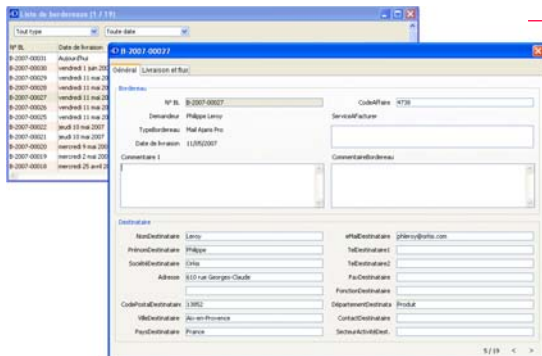 Liste de bordereaux (1 / 19)
Tout type
Toute date
N° BL
Date de livraison
B-2007-00031 Aujourd'hui
B-2007-00030 vendredi 1 juin 200
B-2007-00029 vendredi 11 mai 20
B-2007-00028 vendredi 11 mai 20
B-2007-00027 vendredi 11 mai 20
B-2007-00026 vendredi 11 mai 20
B-2007-00025 vendredi 11 mai 20
B-2007-00022 jeudi 10 mai 2007
B-2007-00021 jeudi 10 mai 2007
B-2007-00020 mercredi 9 mai 200
B-2007-00019 mercredi 2 mai 200
B-2007-00018 mercredi 25 avril 2
B-2007-00027
Général Livraison et flux
Bordereau
N° BL B-2007-00027 CodeAffaire 4738
Demandeur Philippe Leroy ServiceAFacturer
TypeBordereau Mail Aparis Pro
Date de livraison 11/05/2007
Commentaire 1 CommentaireBordereau
Destinataire
NomDestinataire Leroy eMailDestinataire phleroy@orkis.com
PrénomDestinataire Philippe TelDestinataire1
SociétéDestinataire Orkis TelDestinataire2
Adresse 610 rue Georges-Claude FaxDestinataire
FonctionDestinataire
CodePostalDestinataire 13852 DépartementDestinata Produit
VilleDestinataire Aix-en-Provence ContactDestinataire
PaysDestinataire France SecteurActivitéDest.
5 / 19 < >